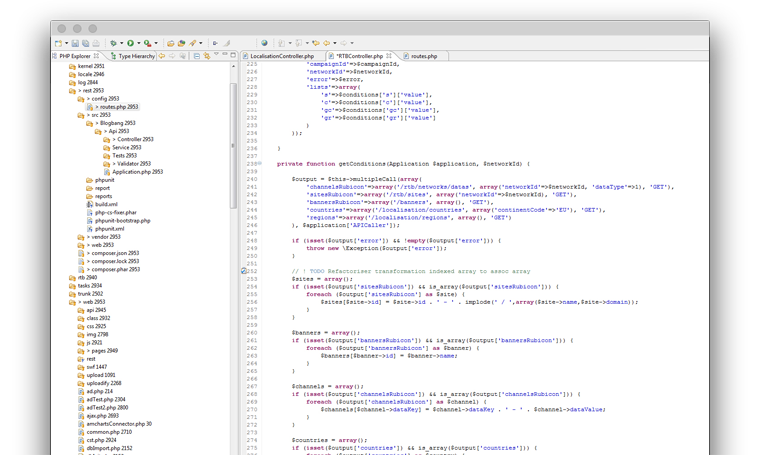 PHP Explorer
Type Hierarchy
kernel 2951
locale 2946
log 2844
> rest 2953
> config 2953
> routes.php 2953
> src 2953
> Blogbang 2953
> Api 2953
> Controller 2953
Service 2953
Tests 2953
> Validator 2953
Application.php 2953
phpunit
report
reports
build.xml
php-cs-fixer.phar
phpunit-bootstrap.php
phpunit.xml
> vendor 2953
> web 2953
> composer.json 2953
> composer.lock 2953
> composer.phar 2953
rtb 2940
tasks 2934
trunk 2502
> web 2953
api 2945
class 2932
css 2925
img 2798
js 2921
> pages 2949
rest
swf 1447
upload 1091
uploadify 2268
ad.php 214
adTest.php 2304
adTest2.php 2800
ajax.php 2693
amchartsConnector.php 30
common.php 2710
cst.php 2924
dbImport.php 2152
LocalisationController.php
*RTBController.php
routes.php
225 'campaignId'=>$campaignId,
226 'networkId'=>$networkId,
227 'error'=>$error,
228 'lists'=>array(
229 's'=>$conditions['s']['value'],
230 'c'=>$conditions['c']['value'],
231 'gc'=>$conditions['gc']['value'],
232 'gr'=>$conditions['gr']['value']
233 )
234 ));
235
236 }
237
238 private function getConditions(Application $application, $networkId) {
239
240 $output = $this->multipleCall(array(
241 'channelsRubicon'=>array('/rtb/networks/datas', array('networkId'=>$networkId, 'dataType'=>1), 'GET'),
242 'sitesRubicon'=>array('/rtb/sites', array('networkId'=>$networkId), 'GET'),
243 'bannersRubicon'=>array('/banners', array(), 'GET'),
244 'countries'=>array('/localisation/countries', array('continentCode'=>'EU'), 'GET'),
245 'regions'=>array('/localisation/regions', array(), 'GET')
246 ), $application['APICaller']);
247
248 if (isset($output['error']) && !empty($output['error'])) {
249 throw new \Exception($output['error']);
250 }
251
252 // ! TODO Refactoriser transformation indexed array to assoc array
253 $sites = array();
254 if (isset($output['sitesRubicon']) && is_array($output['sitesRubicon'])) {
255 foreach ($output['sitesRubicon'] as $site) {
256 $sites[$site->id] = $site->id . ' - ' . implode(" / ",array($site->name,$site->domain));
257 }
258 }
259
260 $banners = array();
261 if (isset($output['bannersRubicon']) && is_array($output['bannersRubicon'])) {
262 foreach ($output['bannersRubicon'] as $banner) {
263 $banners[$banner->id] = $banner->name;
264 }
265 }
266
267 $channels = array();
268 if (isset($output['channelsRubicon']) && is_array($output['channelsRubicon'])) {
269 foreach ($output['channelsRubicon'] as $channel) {
270 $channels[$channel->dataKey] = $channel->dataKey . ' - ' . $channel->dataValue;
271 }
272 }
273
274 $countries = array();
275 if (isset($output['countries']) && is_array($output['countries'])) {